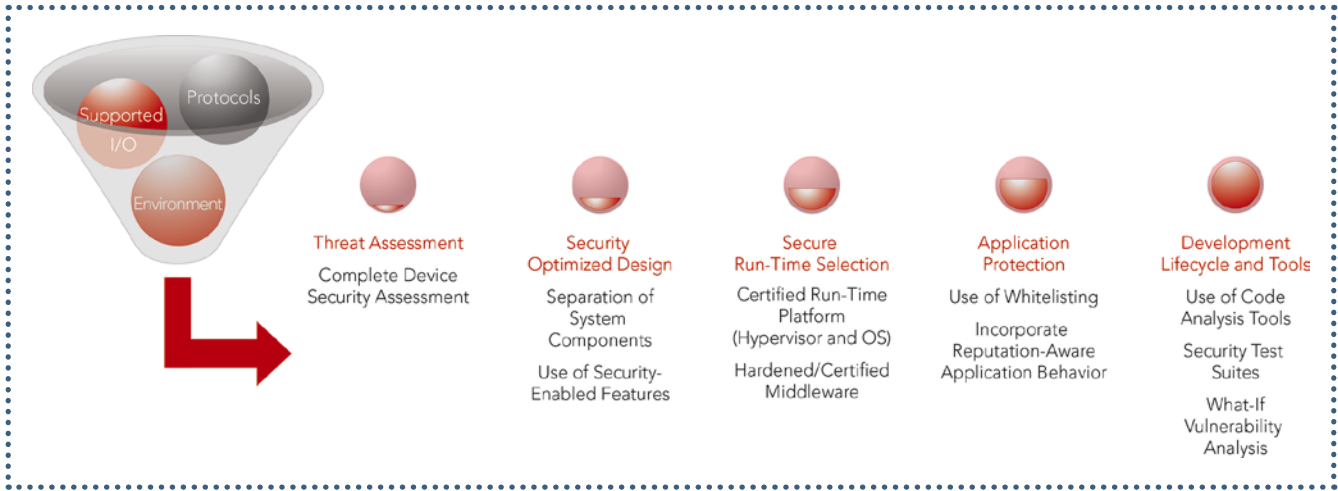 Supported
I/O
Protocols
Environment
Threat Assessment
Complete Device
Security Assessment
Security
Optimized Design
Separation of
System
Components
Use of Security-
Enabled Features
Secure
Run-Time Selection
Certified Run-Time
Platform
(Hypervisor and OS)
Hardened/Certified
Middleware
Application
Protection
Use of Whitelisting
Incorporate
Reputation-Aware
Application Behavior
Development
Lifecycle and Tools
Use of Code
Analysis Tools
Security Test
Suites
What-If
Vulnerability
Analysis